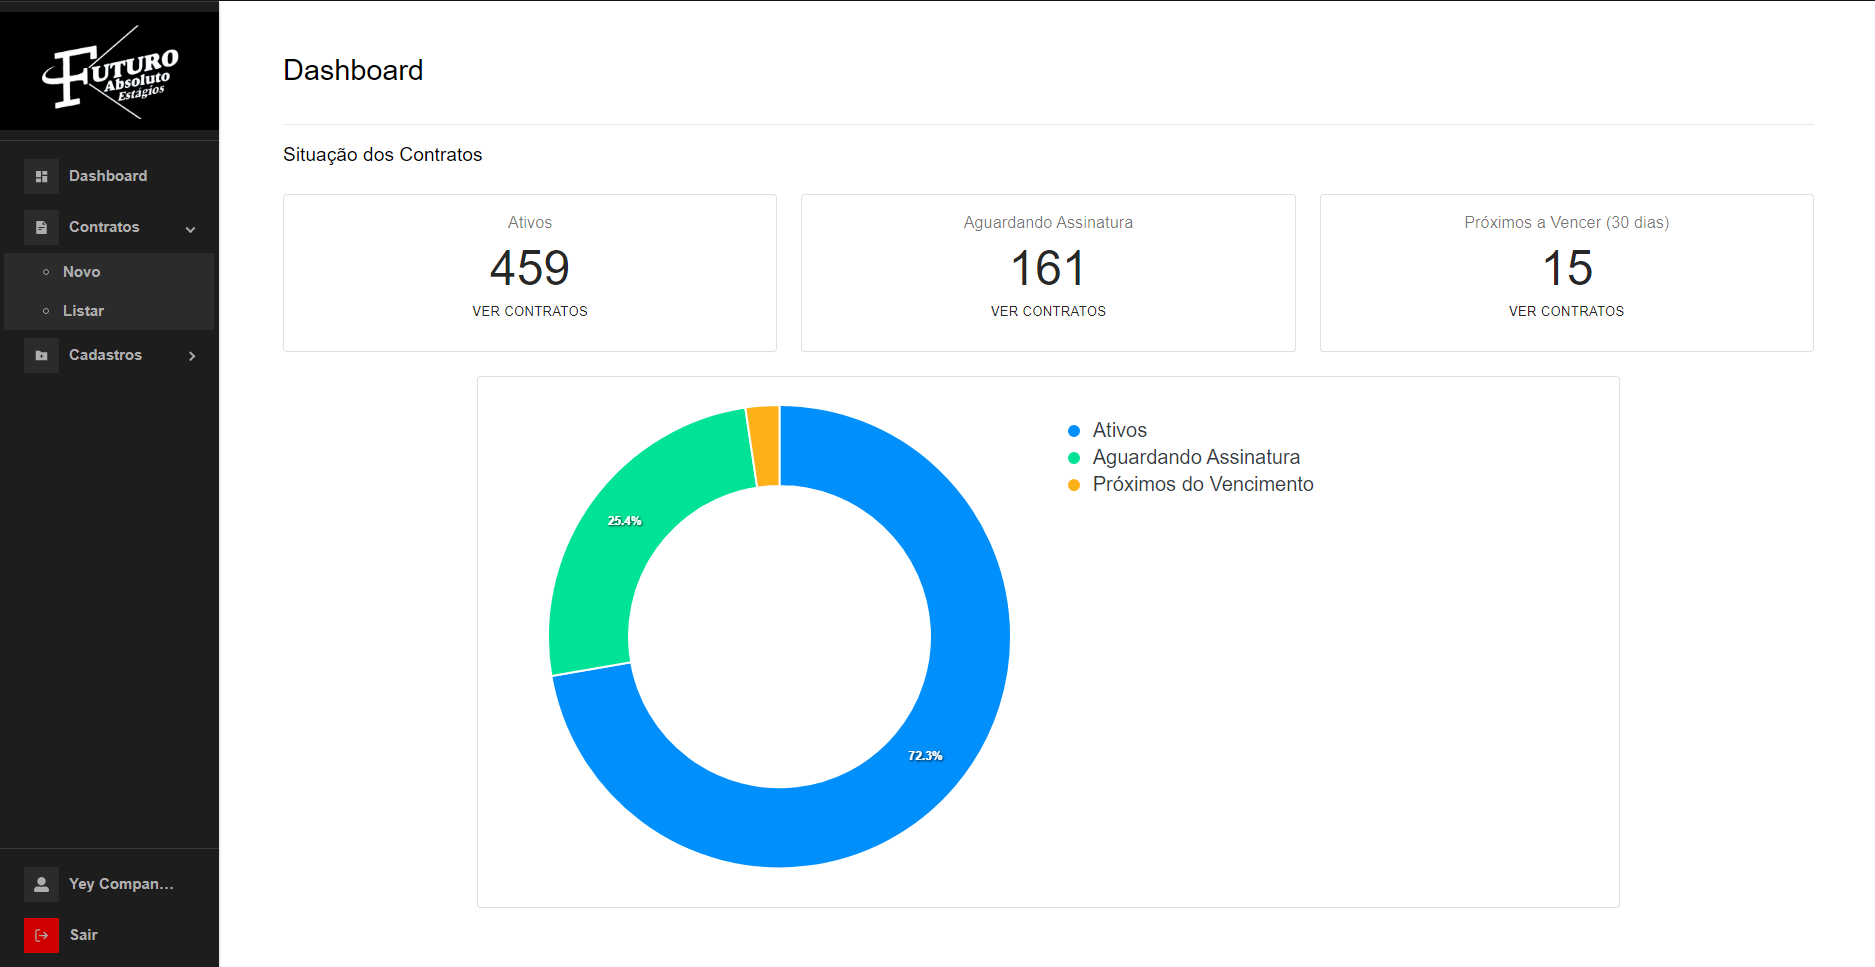 FUTURO
Absoluto
Estágios
Dashboard
Contratos
Novo
Listar
Cadastros
Yey Compan...
Sair
Dashboard
Situação dos Contratos
Ativos
459
VER CONTRATOS
Aguardando Assinatura
161
VER CONTRATOS
Próximos a Vencer (30 dias)
15
VER CONTRATOS
25.4%
72.3%
Ativos
Aguardando Assinatura
Próximos do Vencimento